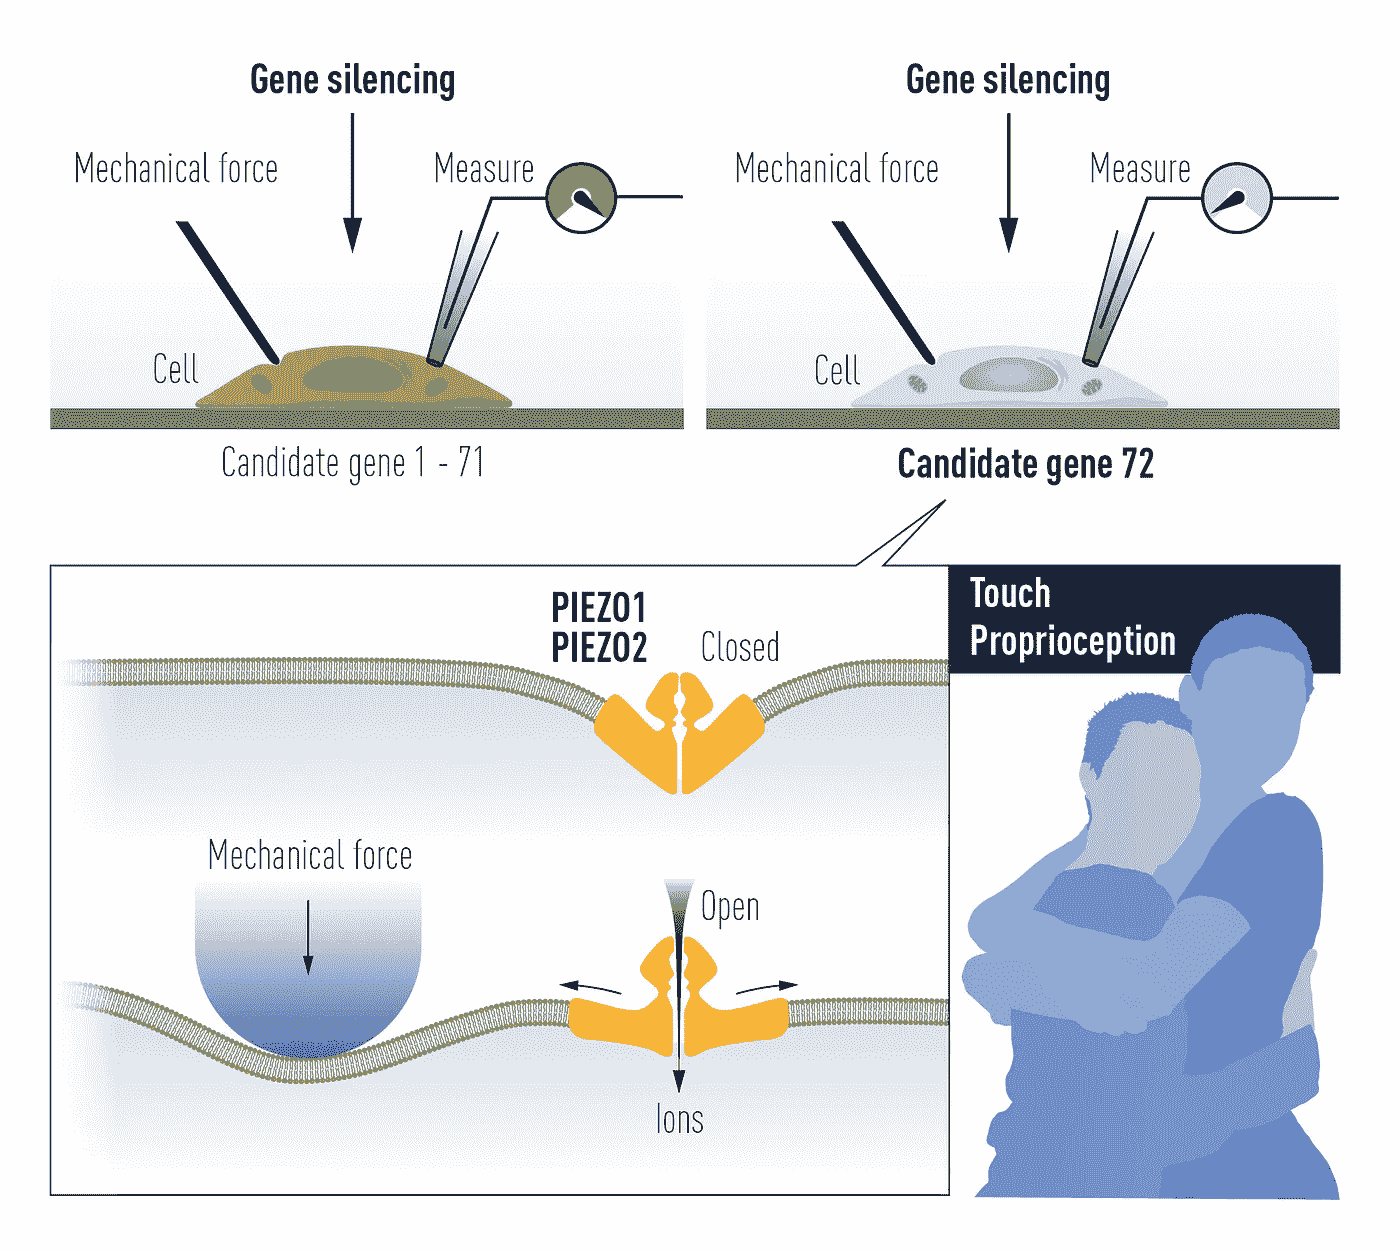 Gene silencing
Mechanical force
Measure
Cell
Candidate gene 1 - 71
Gene silencing
Mechanical force
Measure
Cell
Candidate gene 72
PIEZO1
PIEZO2
Closed
Mechanical force
Open
Ions
Touch
Proprioception